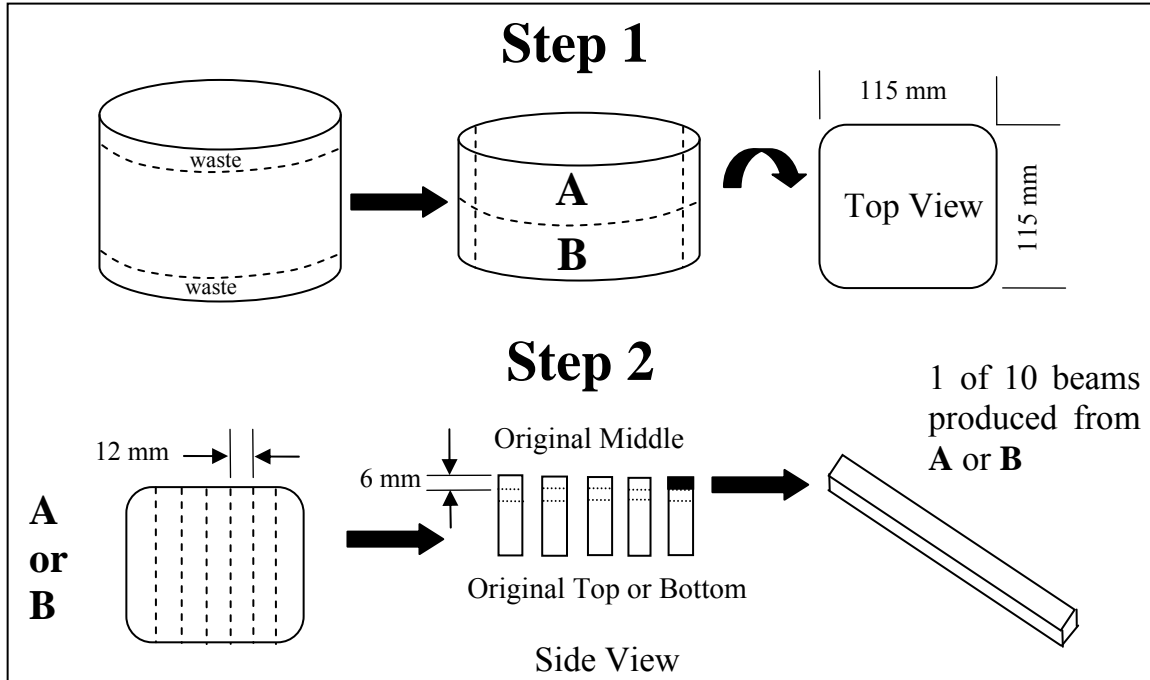 Step 1
waste
waste
A
B
115 mm
Top View
115 mm
Step 2
12 mm
A
or
B
6 mm
Original Middle
Original Top or Bottom
Side View
1 of 10 beams
produced from
A or B